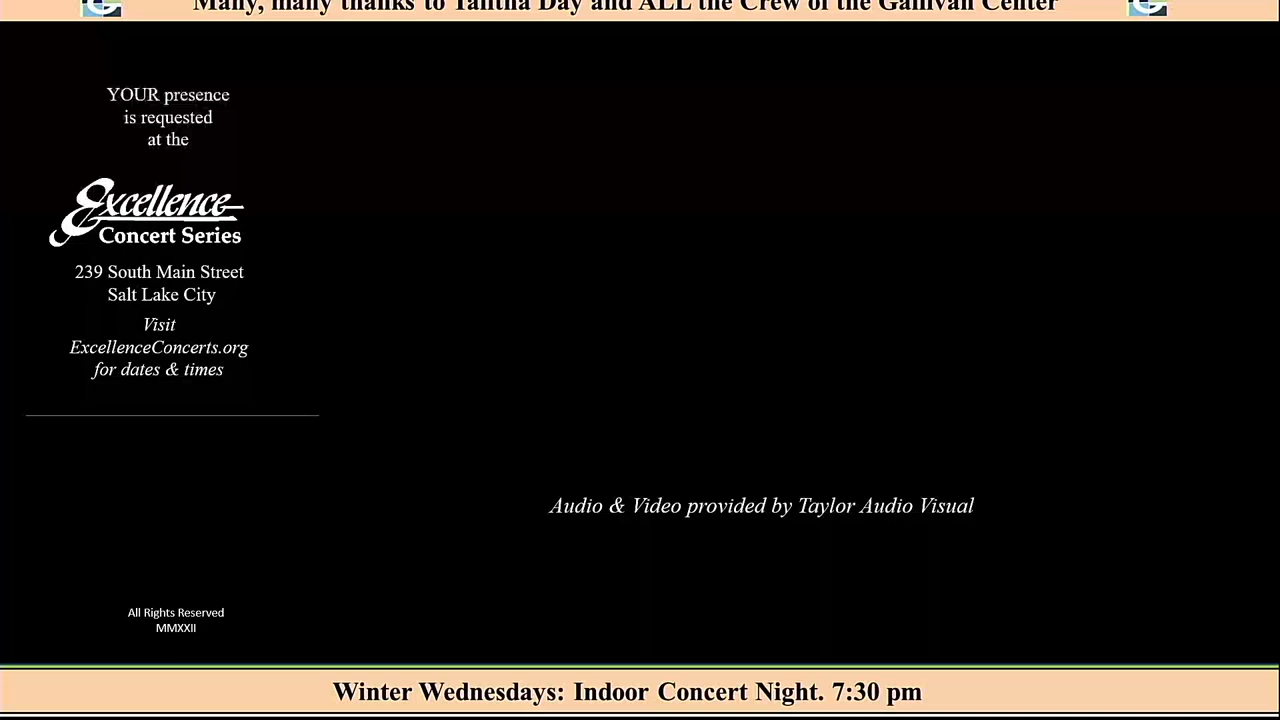 Many, many thanks to Talitha Day and ALL the Crew of the Gallivan Center
YOUR presence
is requested
at the
Excellence
Concert Series
239 South Main Street
Salt Lake City
Visit
ExcellenceConcerts.org
for dates & times
Audio & Video provided by Taylor Audio Visual
All Rights Reserved
MMXXII
Winter Wednesdays: Indoor Concert Night. 7:30 pm